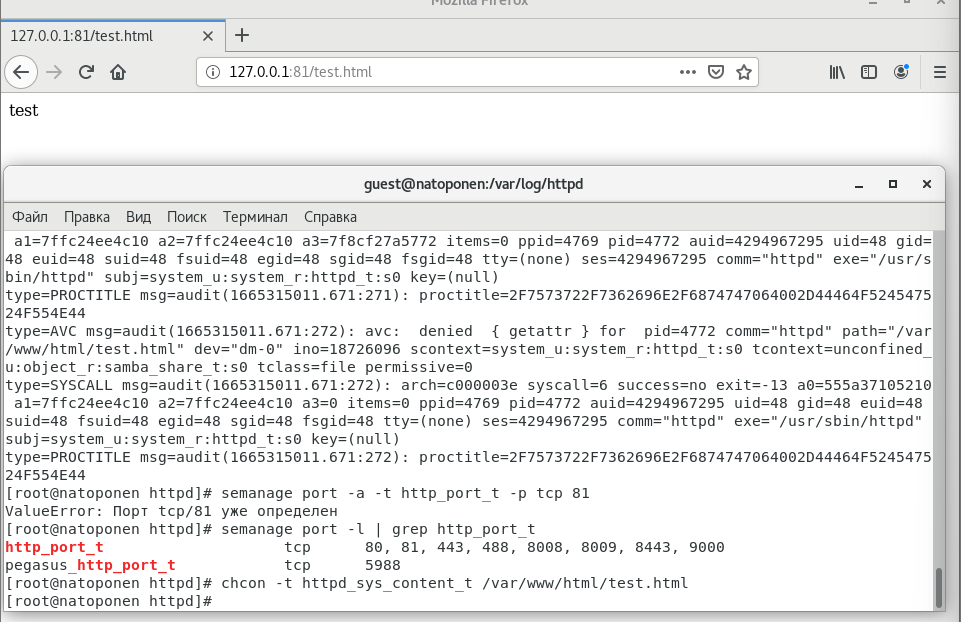 Mozilla Firefox
127.0.0.1:81/test.html
127.0.0.1:81/test.html
test
guest@natoponen:/var/log/httpd
Файл Правка Вид Поиск Терминал Справка
a1=7ffc24ee4c10 a2=7ffc24ee4c10 a3=7f8cf27a5772 items=0 ppid=4769 pid=4772 auid=4294967295 uid=48 gid=
48 euid=48 suid=48 fsuid=48 egid=48 sgid=48 fsgid=48 tty=(none) ses=4294967295 comm="httpd" exe="/usr/s
bin/httpd" subj=system_u:system_r:httpd_t:s0 key=(null)
type=PROCTITLE msg=audit(1665315011.671:271): proctitle=2F7573722F7362696E2F6874747064002D44464F5245475
24F554E44
type=AVC msg=audit(1665315011.671:272): avc:  denied  { getattr } for  pid=4772 comm="httpd" path="/var
/www/html/test.html" dev="dm-0" ino=18726096 scontext=system_u:system_r:httpd_t:s0 tcontext=unconfined_
u:object_r:samba_share_t:s0 tclass=file permissive=0
type=SYSCALL msg=audit(1665315011.671:272): arch=c000003e syscall=6 success=no exit=-13 a0=555a37105210
a1=7ffc24ee4c10 a2=7ffc24ee4c10 a3=0 items=0 ppid=4769 pid=4772 auid=4294967295 uid=48 gid=48 euid=48
suid=48 fsuid=48 egid=48 sgid=48 fsgid=48 tty=(none) ses=4294967295 comm="httpd" exe="/usr/sbin/httpd"
subj=system_u:system_r:httpd_t:s0 key=(null)
type=PROCTITLE msg=audit(1665315011.671:272): proctitle=2F7573722F7362696E2F6874747064002D44464F5245475
24F554E44
[root@natoponen httpd]# semanage port -a -t http_port_t -p tcp 81
ValueError: Порт tcp/81 уже определен
[root@natoponen httpd]# semanage port -l | grep http_port_t
http_port_t                    tcp      80, 81, 443, 488, 8008, 8009, 8443, 9000
pegasus_http_port_t            tcp      5988
[root@natoponen httpd]# chcon -t httpd_sys_content_t /var/www/html/test.html
[root@natoponen httpd]#